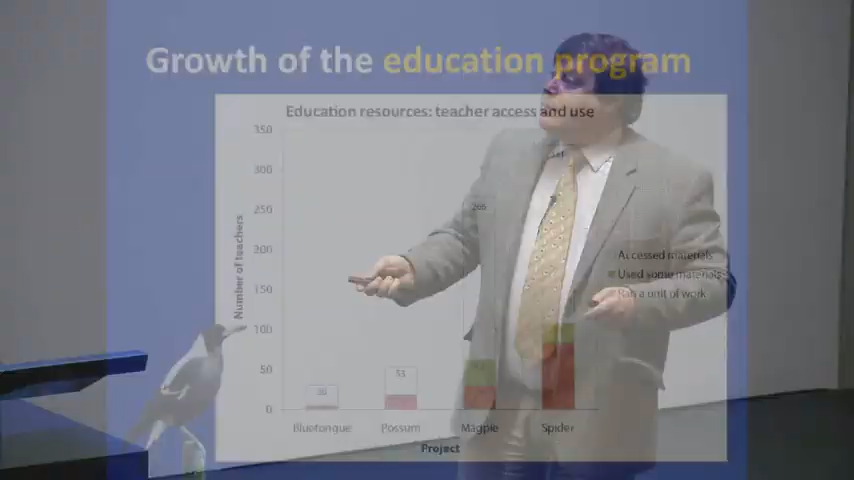 Growth of the education program
Education resources: teacher access and use
350
300
250
200
150
100
50
0
Number of teachers
266
53
30
Accessed materials
Used some materials
Ran a unit of work
Bluetongue
Possum
Magpie
Spider
Project